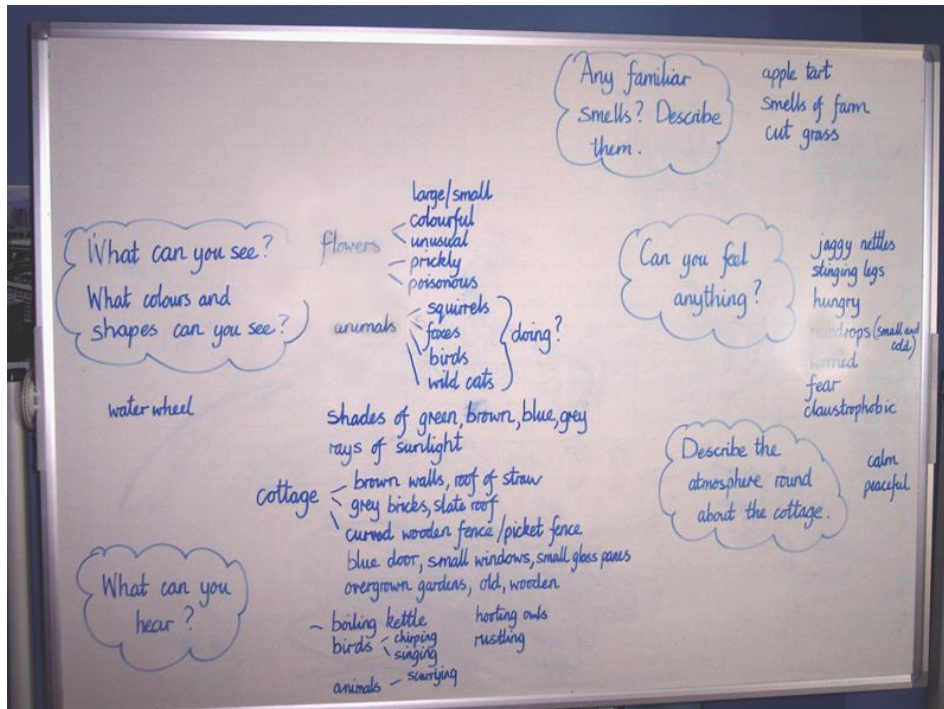 Any familiar
smells? Describe
them.
apple tart
smells of farm
cut grass
What can you see?
What colours and
shapes can you see?
flowers
large/small
colourful
unusual
prickly
poisonous
animals
squirrels
foxes
birds
wild cats
doing?
water wheel
shades of green, brown, blue, grey
rays of sunlight
cottage
brown walls, roof of straw
grey bricks, slate roof
curved wooden fence/picket fence
blue door, small windows, small glass panes
overgrown gardens, old, wooden
Can you feel
anything?
jaggy nettles
stinging legs
hungry
raindrops (small and
cold)
worried
fear
claustrophobic
Describe the
atmosphere round
about the cottage.
calm
peaceful
What can you
hear?
boiling kettle
birds
chirping
singing
animals
scurrying
hooting owls
rustling